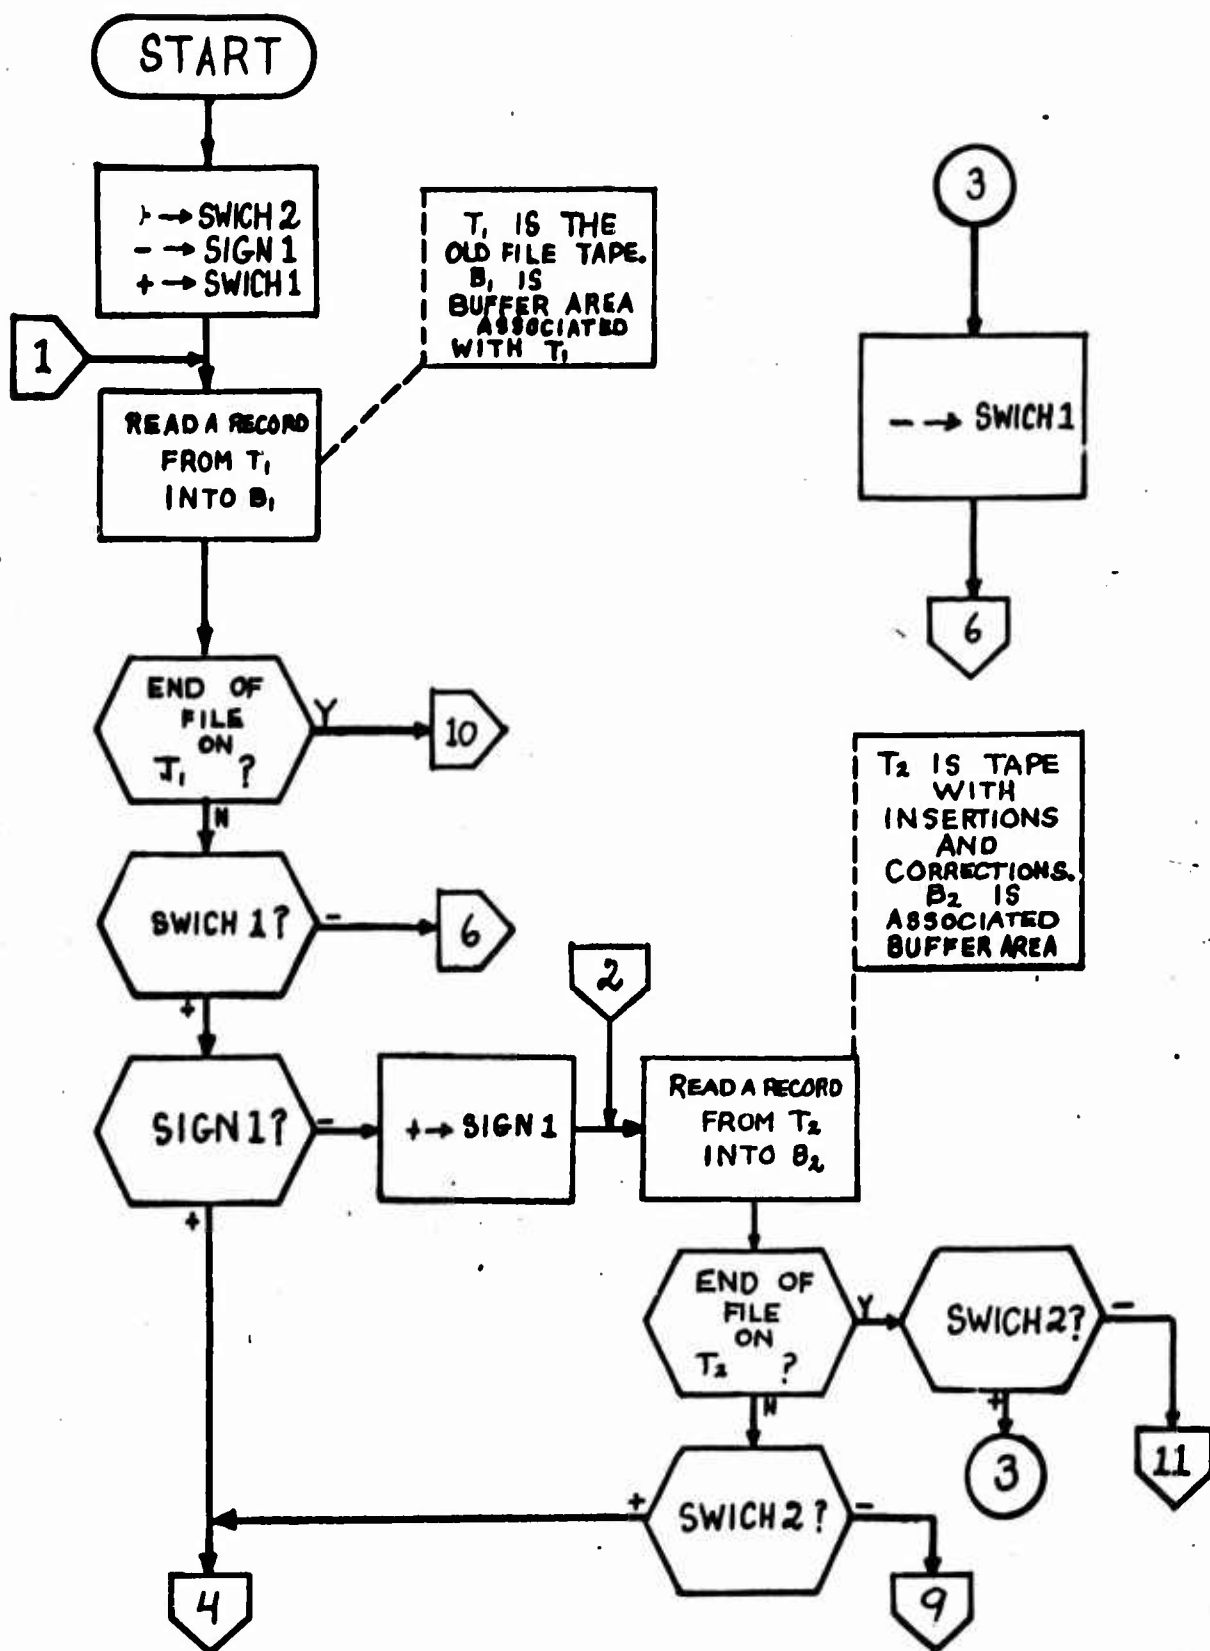 START
→ SWICH 2
- → SIGN 1
+ → SWICH 1
1
T₁ IS THE
OLD FILE TAPE.
B₁ IS
BUFFER AREA
ASSOCIATED
WITH T₁
3
READ A RECORD
FROM T₁
INTO B₁
- → SWICH 1
6
END OF
FILE
ON
T₁ ?
Y
10
N
T₂ IS TAPE
WITH
INSERTIONS
AND
CORRECTIONS.
B₂ IS
ASSOCIATED
BUFFER AREA
SWICH 1?
-
6
+
2
SIGN 1?
-
+ → SIGN 1
READ A RECORD
FROM T₂
INTO B₂
+
END OF
FILE
ON
T₂ ?
Y
SWICH 2?
-
+
3
11
N
SWICH 2?
+
-
4
9